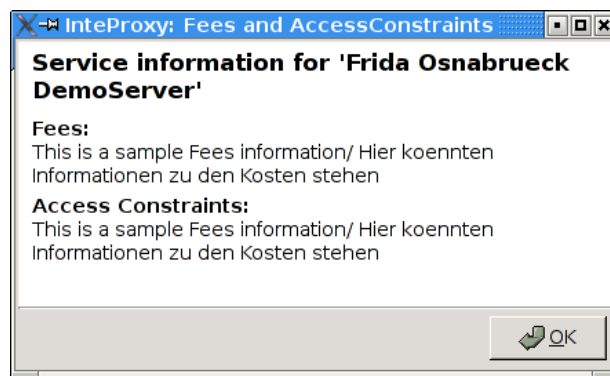 InteProxy: Fees and AccessConstraints
Service information for 'Frida Osnabrueck
DemoServer'
Fees:
This is a sample Fees information/ Hier koennten
Informationen zu den Kosten stehen
Access Constraints:
This is a sample Fees information/ Hier koennten
Informationen zu den Kosten stehen
OK